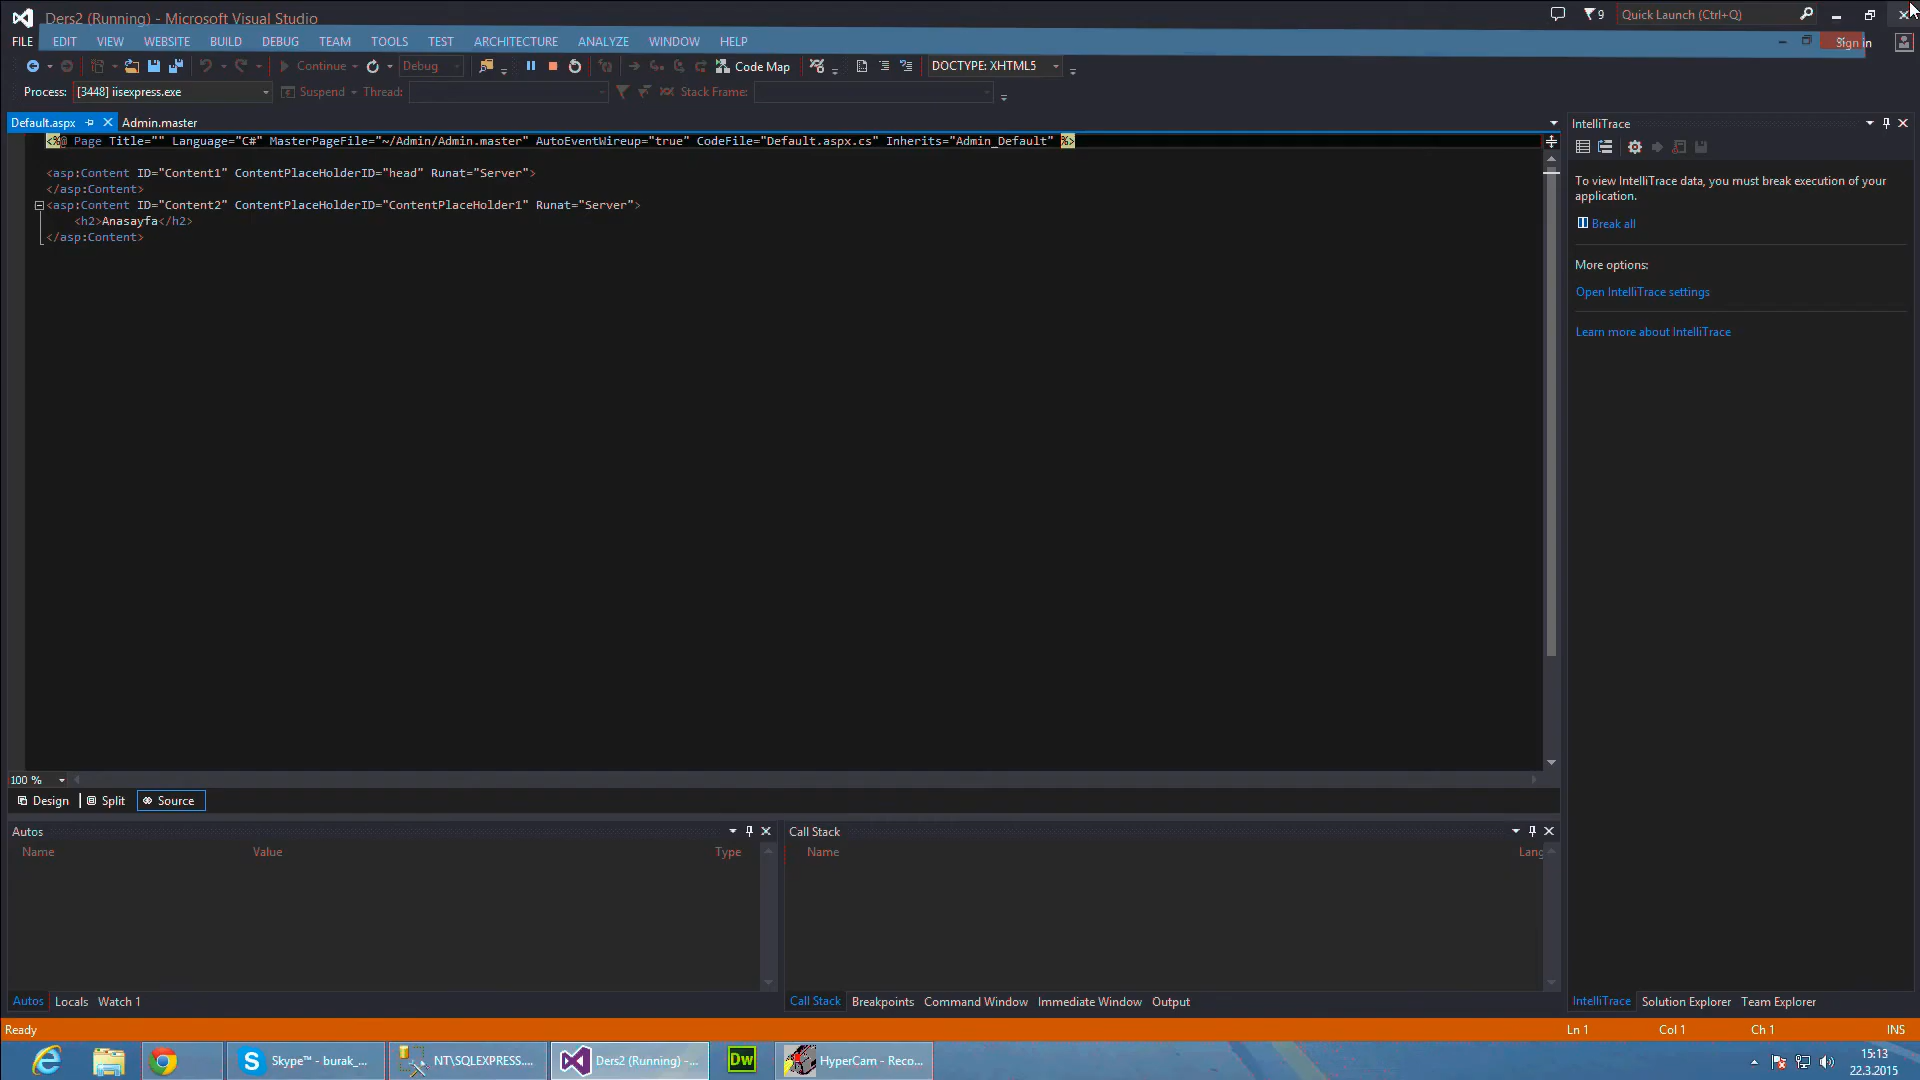 Ders2 (Running) - Microsoft Visual Studio
9
Quick Launch (Ctrl+Q)
FILE EDIT VIEW WEBSITE BUILD DEBUG TEAM TOOLS TEST ARCHITECTURE ANALYZE WINDOW HELP
Sign in
Continue Debug Code Map DOCTYPE: XHTML5
Process: [3448] iisexpress.exe Suspend Thread: Stack Frame:
Default.aspx Admin.master
<%@ Page Title="" Language="C#" MasterPageFile="~/Admin/Admin.master" AutoEventWireup="true" CodeFile="Default.aspx.cs" Inherits="Admin_Default" %>
<asp:Content ID="Content1" ContentPlaceHolderID="head" Runat="Server">
</asp:Content>
<asp:Content ID="Content2" ContentPlaceHolderID="ContentPlaceHolder1" Runat="Server">
<h2>Anasayfa</h2>
</asp:Content>
IntelliTrace
To view IntelliTrace data, you must break execution of your
application.
Break all
More options:
Open IntelliTrace settings
Learn more about IntelliTrace
100 %
Design Split Source
Autos
Name Value Type
Call Stack
Name Lang
Autos Locals Watch 1
Call Stack Breakpoints Command Window Immediate Window Output
IntelliTrace Solution Explorer Team Explorer
Ready
Ln 1 Col 1 Ch 1 INS
Skype™ - burak_...
NT\SQLEXPRESS....
Ders2 (Running) -...
Dw
HyperCam - Reco...
15:13
22.3.2015